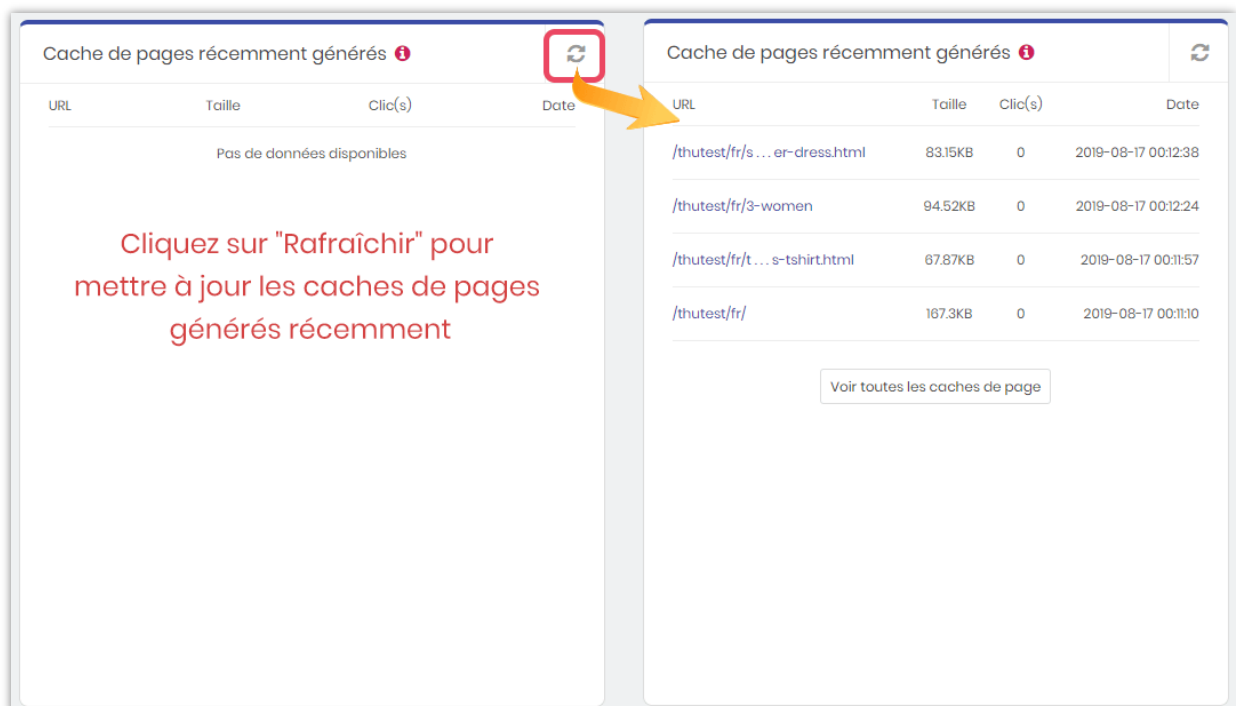 Cache de pages récemment générés
URL Taille Clic(s) Date
Pas de données disponibles
Cliquez sur "Rafraîchir" pour
mettre à jour les caches de pages
générés récemment
Cache de pages récemment générés
URL Taille Clic(s) Date
/thutest/fr/s . . . er-dress.html 83.15KB 0 2019-08-17 00:12:38
/thutest/fr/3-women 94.52KB 0 2019-08-17 00:12:24
/thutest/fr/t . . . s-tshirt.html 67.87KB 0 2019-08-17 00:11:57
/thutest/fr/ 167.3KB 0 2019-08-17 00:11:10
Voir toutes les caches de page